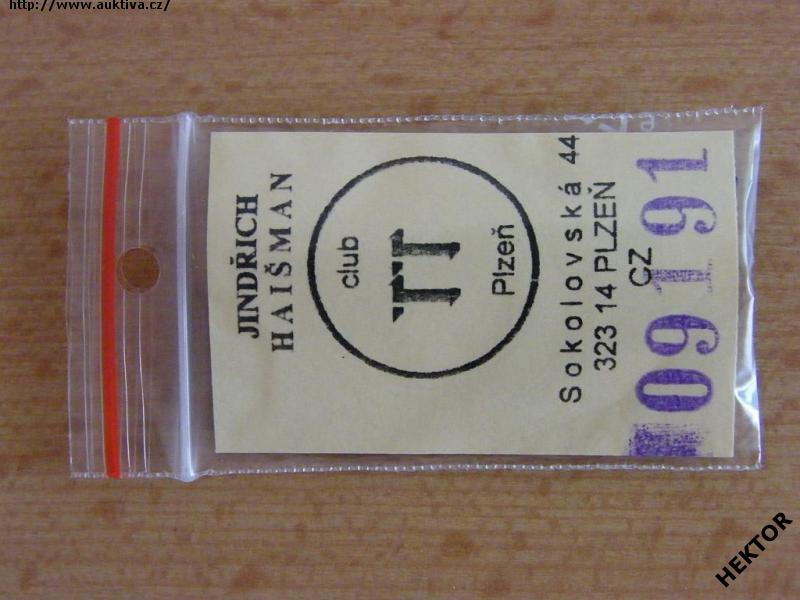 http://www.auktiva.cz/
JINDŘICH
HAIŠMAN
club
TT
Plzeň
Sokolovská 44
323 14 PLZEŇ
CZ
09191
HEKTOR